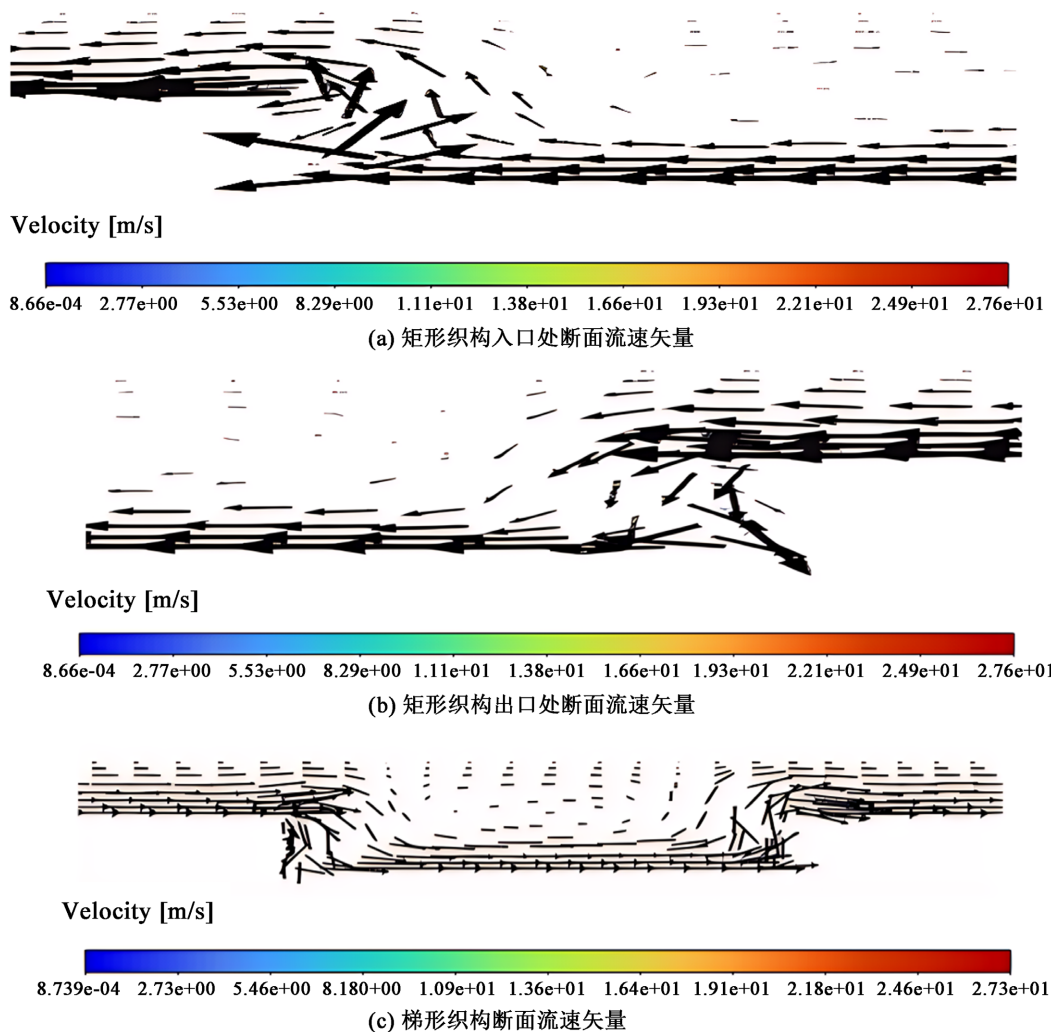 Velocity [m/s]
8.66e-04 2.77e+00 5.53e+00 8.29e+00 1.11e+01 1.38e+01 1.66e+01 1.93e+01 2.21e+01 2.49e+01 2.76e+01
(a) 矩形织构入口处断面流速矢量
Velocity [m/s]
8.66e-04 2.77e+00 5.53e+00 8.29e+00 1.11e+01 1.38e+01 1.66e+01 1.93e+01 2.21e+01 2.49e+01 2.76e+01
(b) 矩形织构出口处断面流速矢量
Velocity [m/s]
8.739e-04 2.73e+00 5.46e+00 8.180e+00 1.09e+01 1.36e+01 1.64e+01 1.91e+01 2.18e+01 2.46e+01 2.73e+01
(c) 梯形织构断面流速矢量